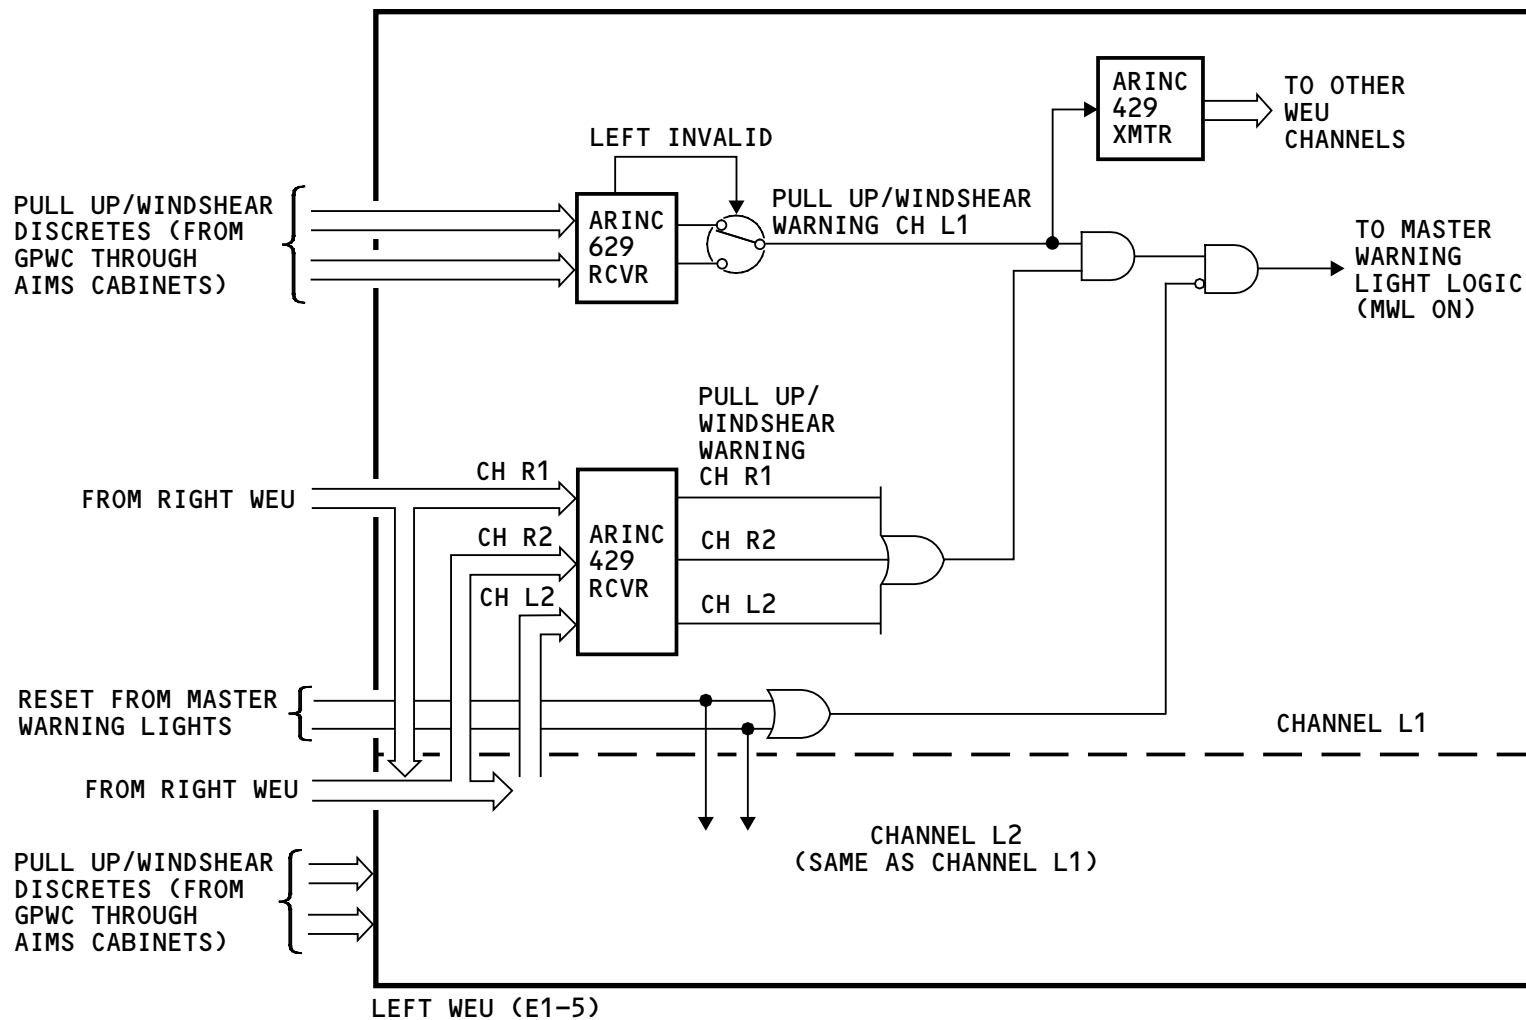 ARINC
429
XMTR
TO OTHER
WEU
CHANNELS
LEFT INVALID
PULL UP/WINDSHEAR
DISCRETES (FROM
GPWC THROUGH
AIMS CABINETS)
ARINC
629
RCVR
PULL UP/WINDSHEAR
WARNING CH L1
TO MASTER
WARNING
LIGHT LOGIC
(MWL ON)
PULL UP/
WINDSHEAR
WARNING
CH R1
CH R1
FROM RIGHT WEU
CH R2
ARINC
429
RCVR
CH R2
CH L2
CH L2
RESET FROM MASTER
WARNING LIGHTS
CHANNEL L1
FROM RIGHT WEU
CHANNEL L2
(SAME AS CHANNEL L1)
PULL UP/WINDSHEAR
DISCRETES (FROM
GPWC THROUGH
AIMS CABINETS)
LEFT WEU (E1-5)